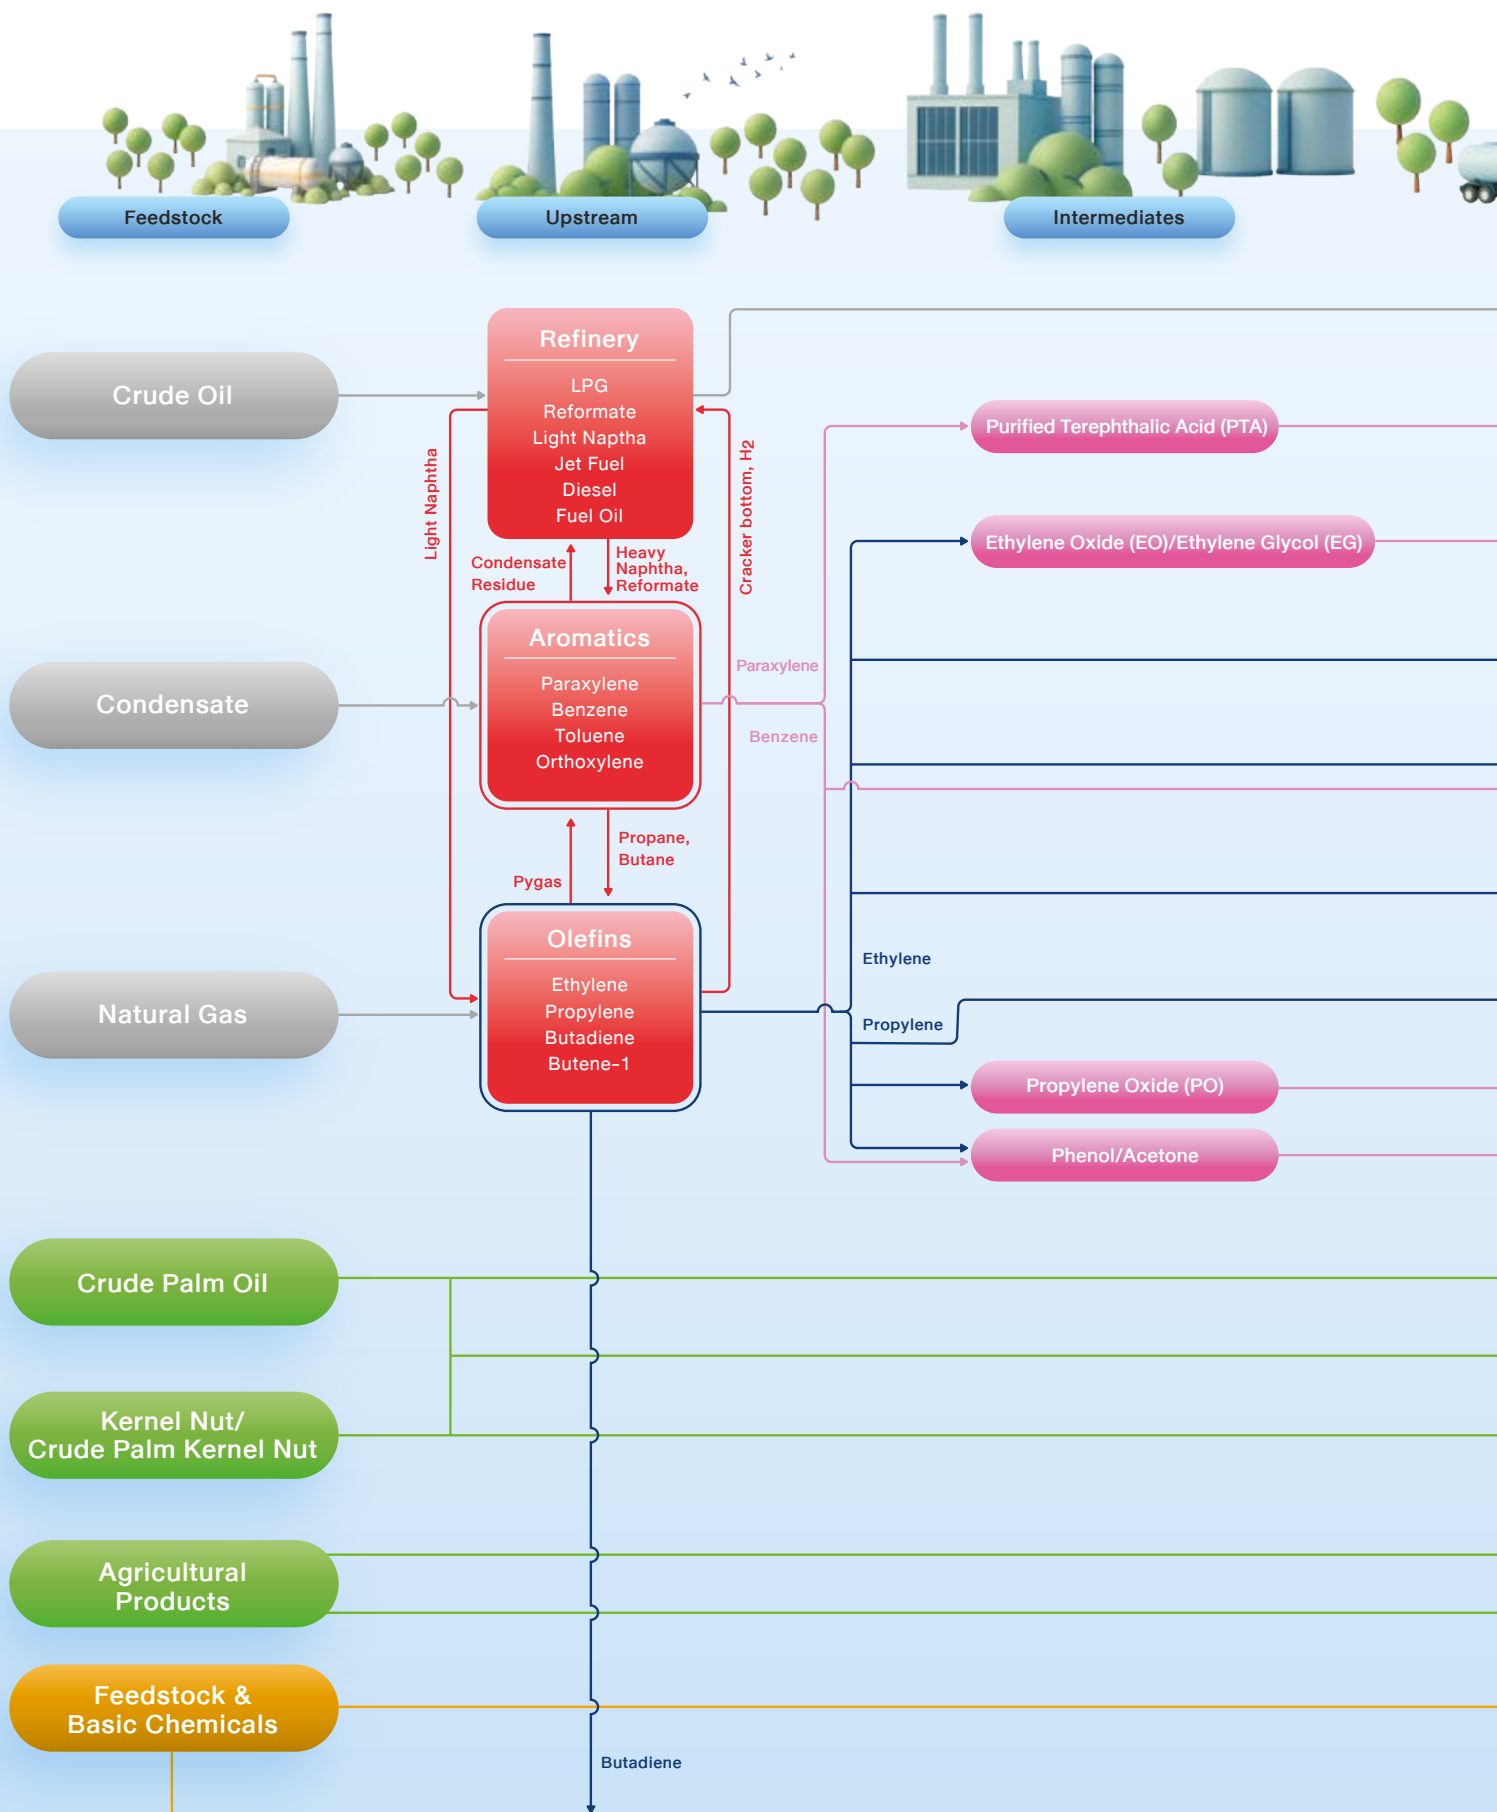 Feedstock
Upstream
Intermediates
Crude Oil
Refinery
LPG
Reformate
Light Naptha
Jet Fuel
Diesel
Fuel Oil
Light Naphtha
Cracker bottom, H2
Condensate
Residue
Heavy
Naphtha,
Reformate
Purified Terephthalic Acid (PTA)
Ethylene Oxide (EO)/Ethylene Glycol (EG)
Condensate
Aromatics
Paraxylene
Benzene
Toluene
Orthoxylene
Paraxylene
Benzene
Pygas
Propane,
Butane
Natural Gas
Olefins
Ethylene
Propylene
Butadiene
Butene-1
Ethylene
Propylene
Propylene Oxide (PO)
Phenol/Acetone
Crude Palm Oil
Kernel Nut/
Crude Palm Kernel Nut
Agricultural
Products
Feedstock &
Basic Chemicals
Butadiene